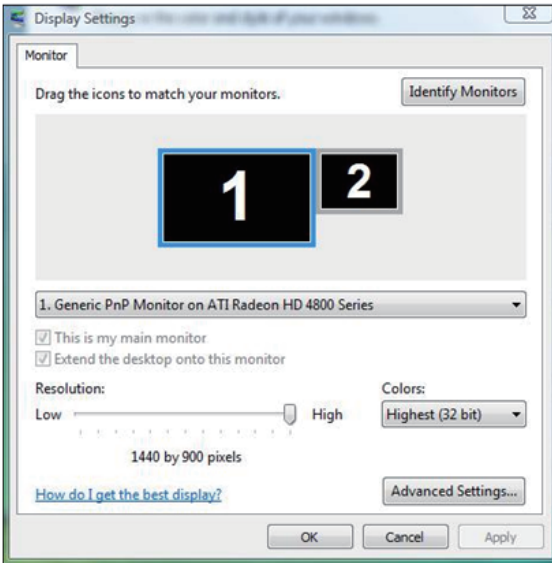 Display Settings
Monitor
Drag the icons to match your monitors.
Identify Monitors
1
2
1. Generic PnP Monitor on ATI Radeon HD 4800 Series
This is my main monitor
Extend the desktop onto this monitor
Resolution:
Colors:
Low
High
Highest (32 bit)
1440 by 900 pixels
How do I get the best display?
Advanced Settings...
OK
Cancel
Apply